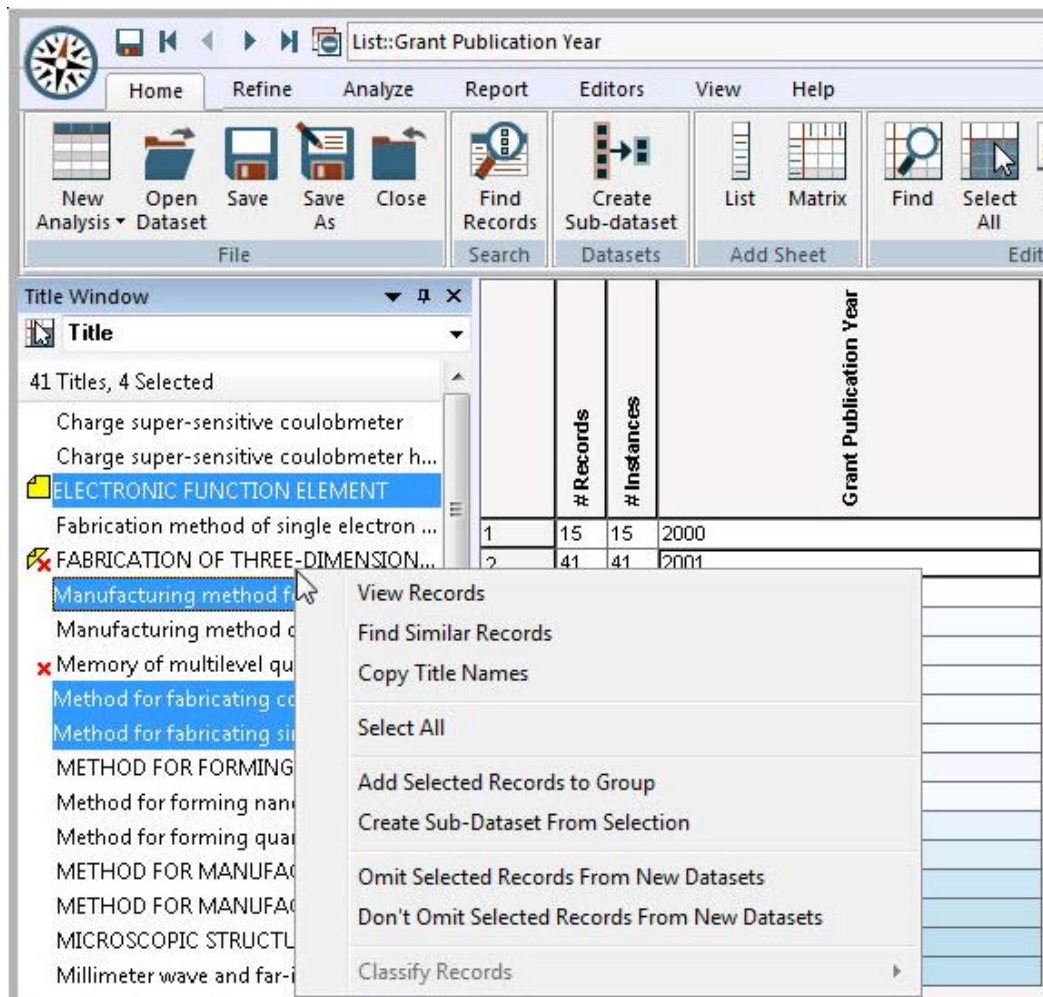 List::Grant Publication Year
Home Refine Analyze Report Editors View Help
New Analysis Open Dataset Save Save As Close Find Records Create Sub-dataset List Matrix Find Select All
File Search Datasets Add Sheet Edit
Title Window
Title
41 Titles, 4 Selected
Charge super-sensitive coulobmeter
Charge super-sensitive coulobmeter h...
ELECTRONIC FUNCTION ELEMENT
Fabrication method of single electron ...
FABRICATION OF THREE-DIMENSION...
Manufacturing method f
Manufacturing method
Memory of multilevel qu
Method for fabricating co
Method for fabricating si
METHOD FOR FORMING
Method for forming nan
Method for forming qua
METHOD FOR MANUFA
METHOD FOR MANUFA
MICROSCOPIC STRUCTU
Millimeter wave and far-i
# Records
# Instances
Grant Publication Year
1 15 15 2000
2 41 41 2001
View Records
Find Similar Records
Copy Title Names
Select All
Add Selected Records to Group
Create Sub-Dataset From Selection
Omit Selected Records From New Datasets
Don't Omit Selected Records From New Datasets
Classify Records